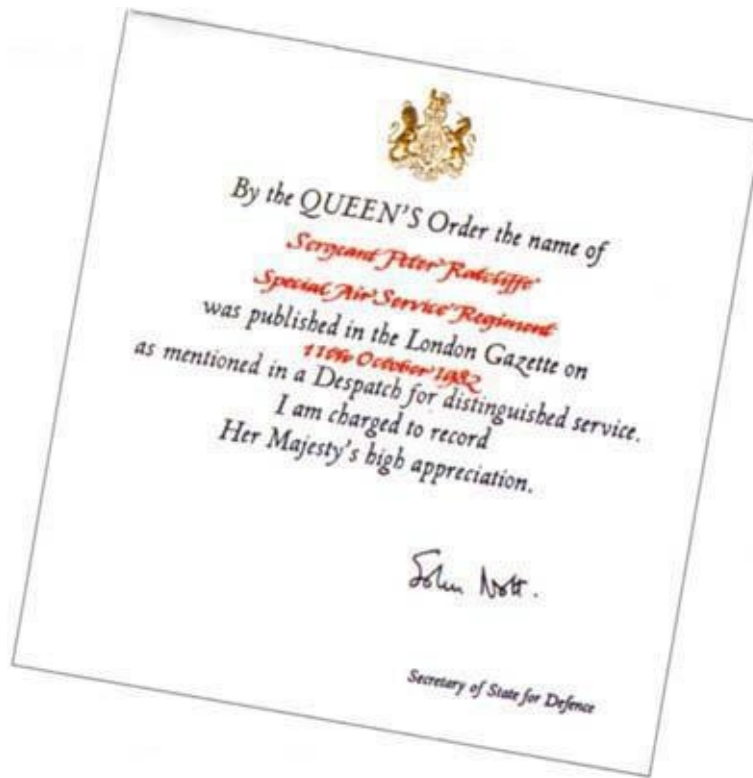 By the QUEEN'S Order the name of
Sergeant Peter Ratcliffe
Special Air Service Regiment
was published in the London Gazette on
11th October 1982
as mentioned in a Despatch for distinguished service.
I am charged to record
Her Majesty's high appreciation.
John Nott.
Secretary of State for Defence